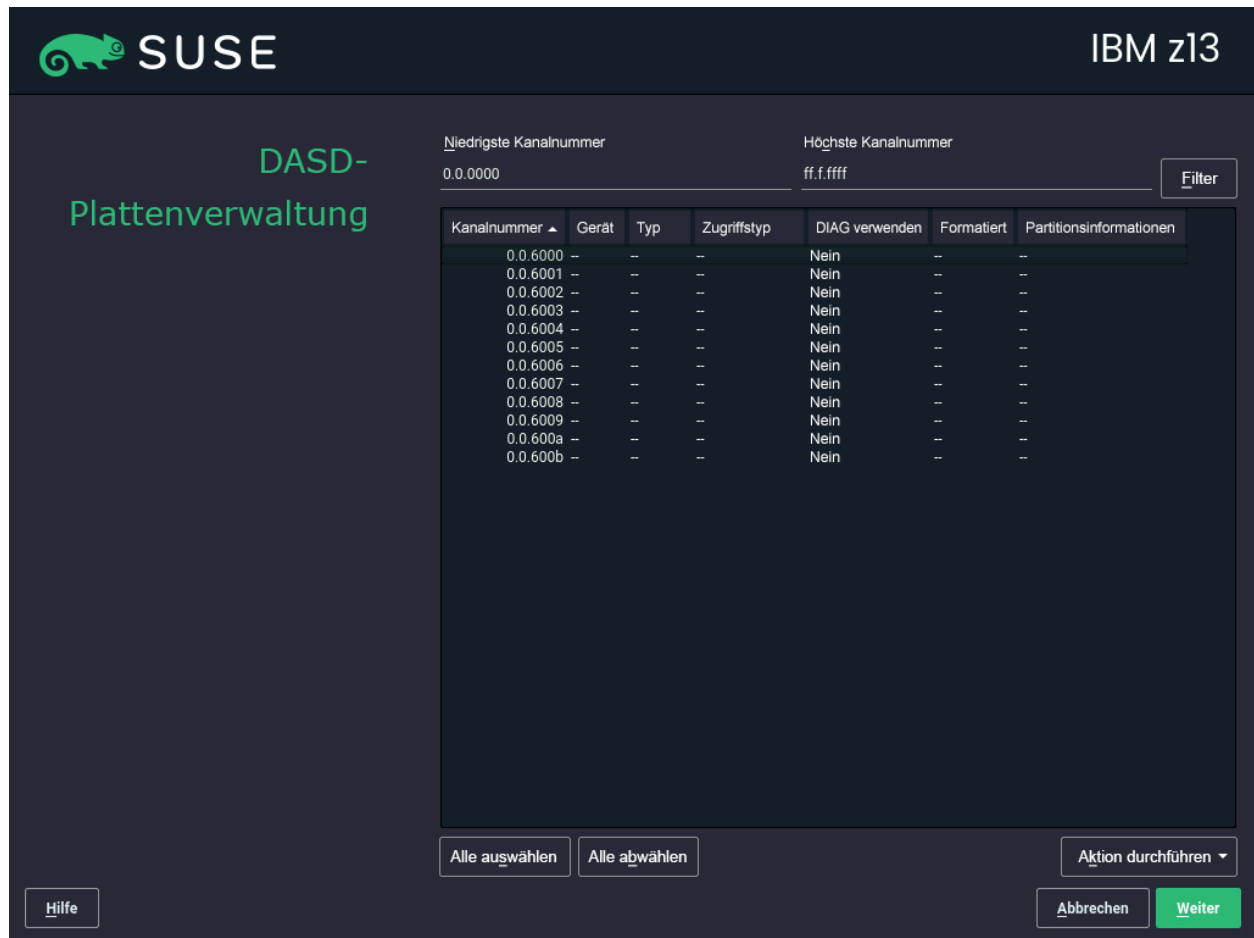 SUSE
IBM z13
DASD-
Plattenverwaltung
Niedrigste Kanalnummer
Höchste Kanalnummer
0.0.0000
ff.f.ffff
Filter
Kanalnummer Gerät Typ Zugriffstyp DIAG verwenden Formatiert Partitionsinformationen
0.0.6000 -- -- -- Nein -- --
0.0.6001 -- -- -- Nein -- --
0.0.6002 -- -- -- Nein -- --
0.0.6003 -- -- -- Nein -- --
0.0.6004 -- -- -- Nein -- --
0.0.6005 -- -- -- Nein -- --
0.0.6006 -- -- -- Nein -- --
0.0.6007 -- -- -- Nein -- --
0.0.6008 -- -- -- Nein -- --
0.0.6009 -- -- -- Nein -- --
0.0.600a -- -- -- Nein -- --
0.0.600b -- -- -- Nein -- --
Alle auswählen
Alle abwählen
Aktion durchführen
Hilfe
Abbrechen
Weiter